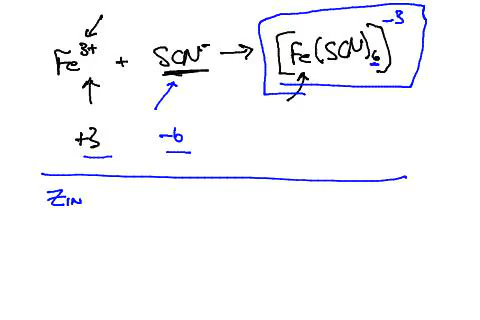 Fe³⁺ + SCN⁻ → [Fe(SCN)₆]⁻³
+3 -6
ZIN